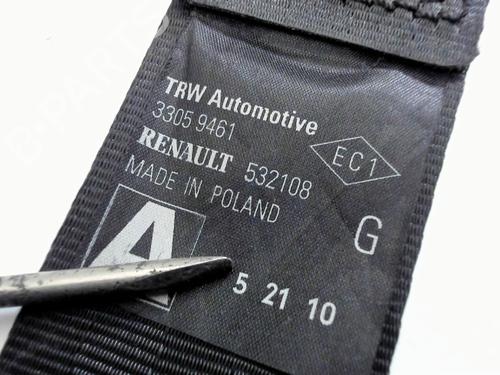 TRW Automotive
3305 9461
RENAULT 532108
EC1
MADE IN POLAND
G
A
5 21 10